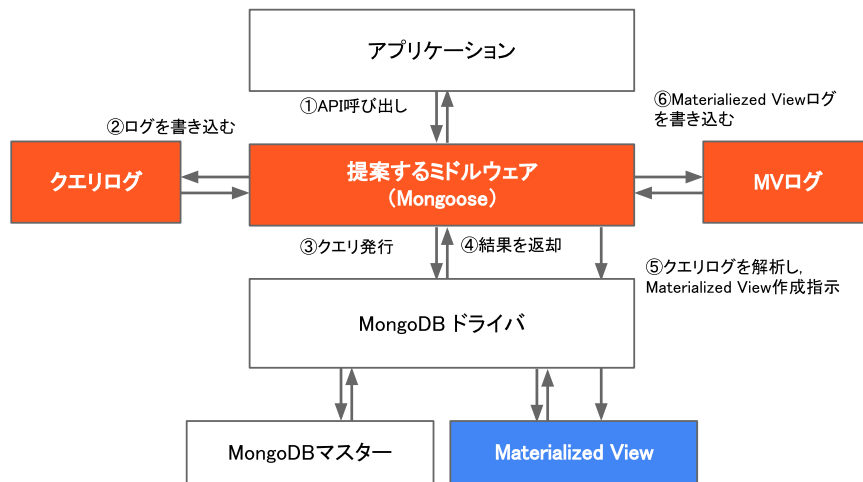 アプリケーション
①API呼び出し
⑥Materialiezed Viewログ
を書き込む
②ログを書き込む
クエリログ
提案するミドルウェア
(Mongoose)
MVログ
③クエリ発行
④結果を返却
⑤クエリログを解析し,
Materialized View作成指示
MongoDB ドライバ
MongoDBマスター
Materialized View